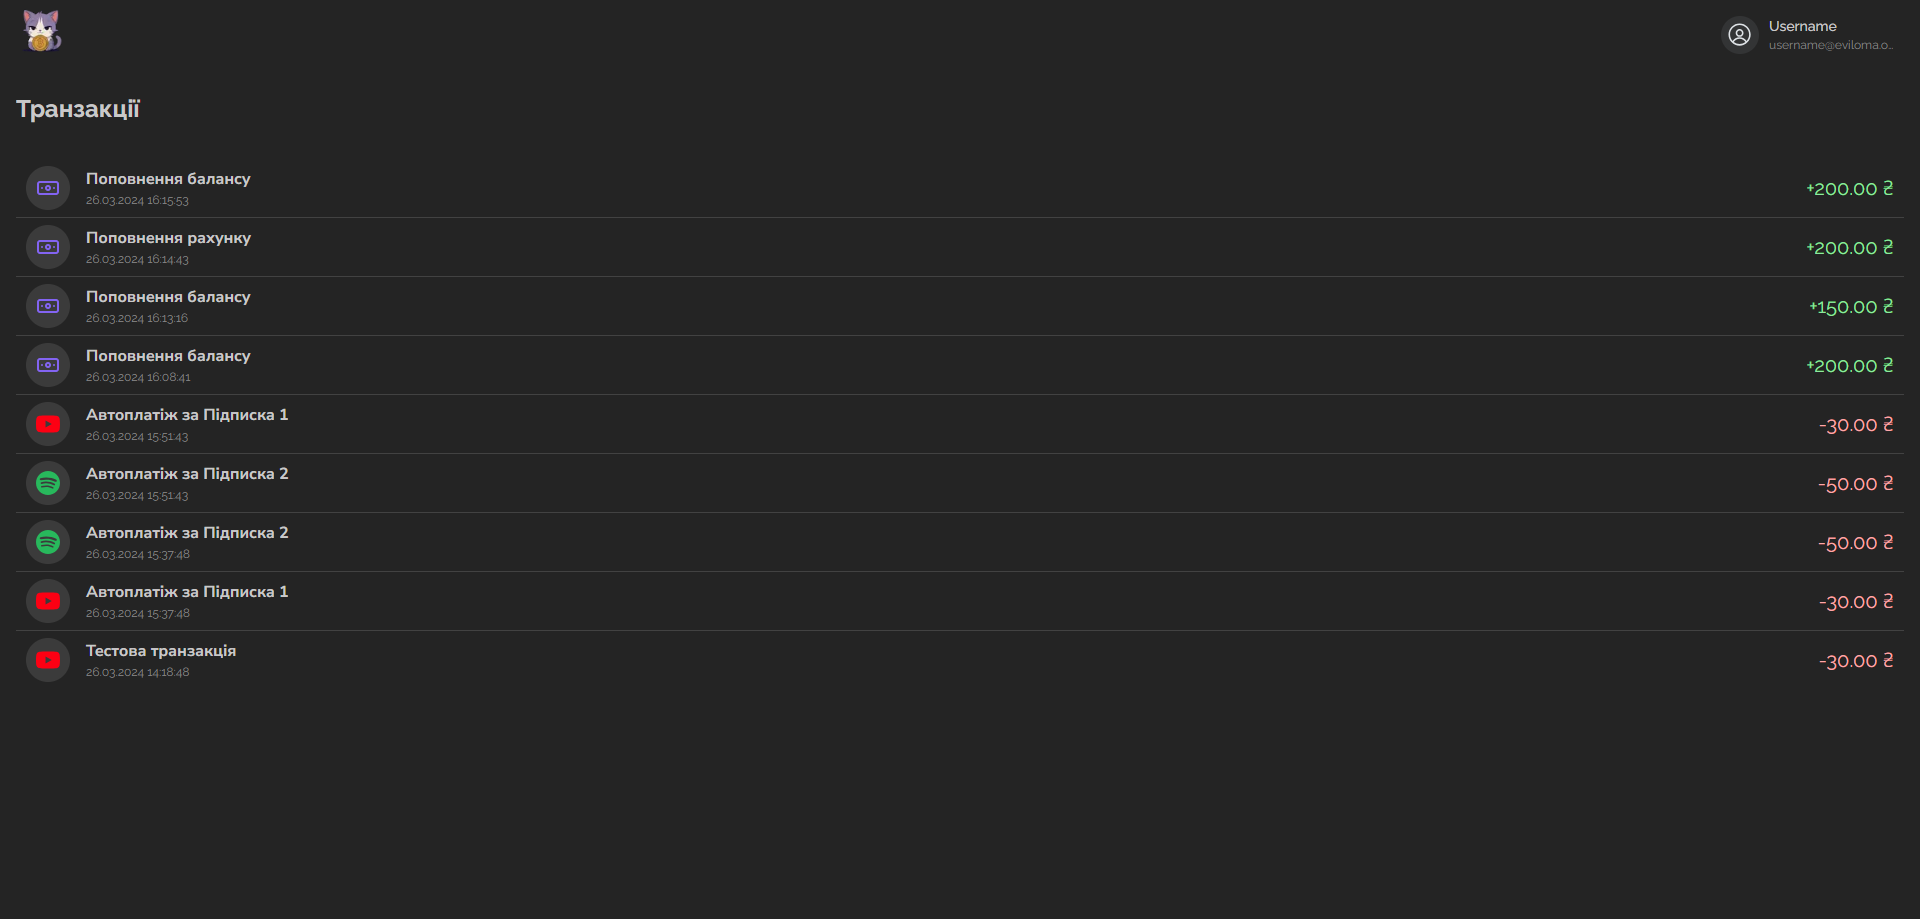 Username
username@eviloma.o...
Транзакції
Поповнення балансу
26.03.2024 16:15:53
+200.00 ₴
Поповнення рахунку
26.03.2024 16:14:43
+200.00 ₴
Поповнення балансу
26.03.2024 16:13:16
+150.00 ₴
Поповнення балансу
26.03.2024 16:08:41
+200.00 ₴
Автоплатіж за Підписка 1
26.03.2024 15:51:43
-30.00 ₴
Автоплатіж за Підписка 2
26.03.2024 15:51:43
-50.00 ₴
Автоплатіж за Підписка 2
26.03.2024 15:37:48
-50.00 ₴
Автоплатіж за Підписка 1
26.03.2024 15:37:48
-30.00 ₴
Тестова транзакція
26.03.2024 14:18:48
-30.00 ₴